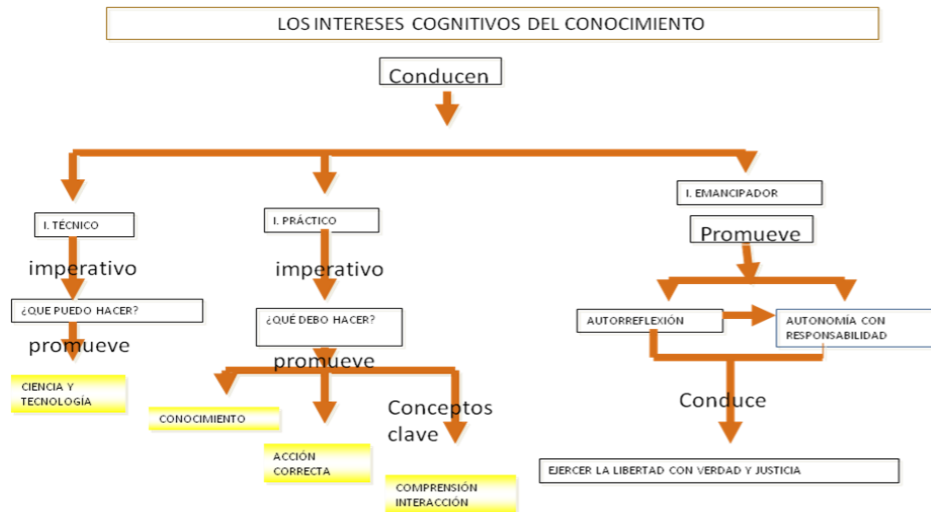 LOS INTERESES COGNITIVOS DEL CONOCIMIENTO
Conducen
I. TÉCNICO
imperativo
¿QUE PUEDO HACER?
promueve
CIENCIA Y
TECNOLOGÍA
I. PRÁCTICO
imperativo
¿QUÉ DEBO HACER?
promueve
CONOCIMIENTO
ACCIÓN
CORRECTA
Conceptos
clave
COMPRENSIÓN
INTERACCIÓN
I. EMANCIPADOR
Promueve
AUTORREFLEXIÓN
AUTONOMÍA CON
RESPONSABILIDAD
Conduce
EJERCER LA LIBERTAD CON VERDAD Y JUSTICIA